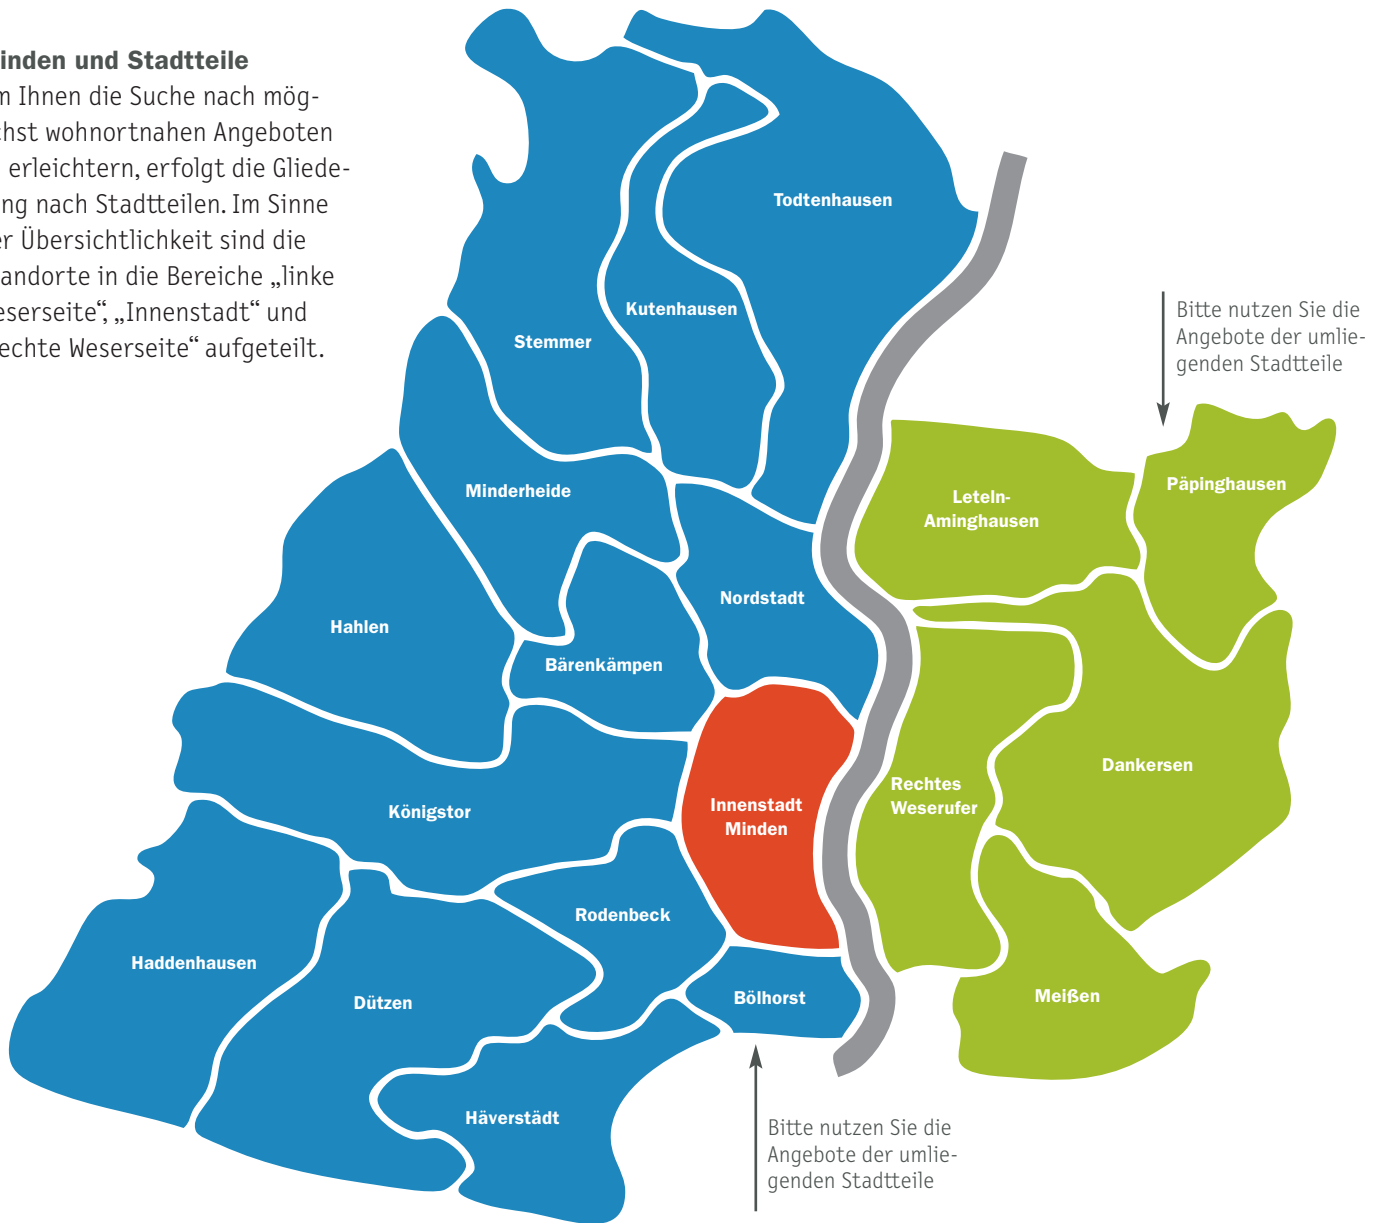 inden und Stadtteile
m Ihnen die Suche nach mög-
chst wohnortnahen Angeboten
erleichtern, erfolgt die Gliede-
ng nach Stadtteilen. Im Sinne
er Übersichtlichkeit sind die
andorte in die Bereiche „linke
eserseite“, „Innenstadt“ und
echte Weserseite“ aufgeteilt.
Todtenhausen
Kutenhausen
Stemmer
Bitte nutzen Sie die
Angebote der umlie-
genden Stadtteile
Minderheide
Leteln-
Aminghausen
Päpinghausen
Nordstadt
Hahlen
Bärenkämpen
Dankersen
Rechtes
Weserufer
Innenstadt
Minden
Königstor
Rodenbeck
Haddenhausen
Dützen
Bölhorst
Meißen
Häverstädt
Bitte nutzen Sie die
Angebote der umlie-
genden Stadtteile